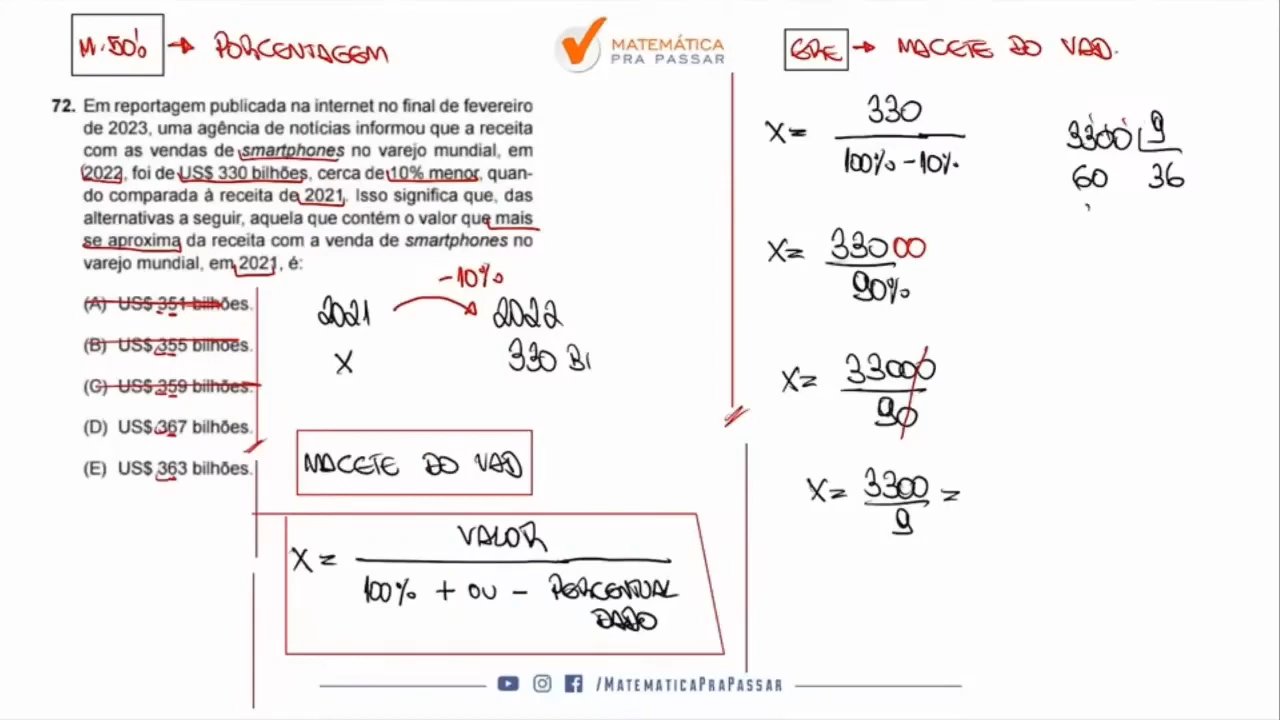 M.50% → PORCENTAGEM
MATEMÁTICA
PRA PASSAR
GRE → MACETE DO VAD.
72. Em reportagem publicada na internet no final de fevereiro
de 2023, uma agência de notícias informou que a receita
com as vendas de smartphones no varejo mundial, em
2022, foi de US$ 330 bilhões, cerca de 10% menor, quan-
do comparada à receita de 2021. Isso significa que, das
alternativas a seguir, aquela que contém o valor que mais
se aproxima da receita com a venda de smartphones no
varejo mundial, em 2021, é:
(A) US$ 351 bilhões.
(B) US$ 355 bilhões.
(C) US$ 359 bilhões.
(D) US$ 367 bilhões.
(E) US$ 363 bilhões.
-10%
2021 2022
X 330 BI
MACETE DO VAD
VALOR
X =
100% + OU - PERCENTUAL
DADO
330
X =
100% - 10%
3300 9
60 36
X = 33000
90%
X = 33000
90
X = 3300 =
9
/MATEMATICAPRAPASSAR